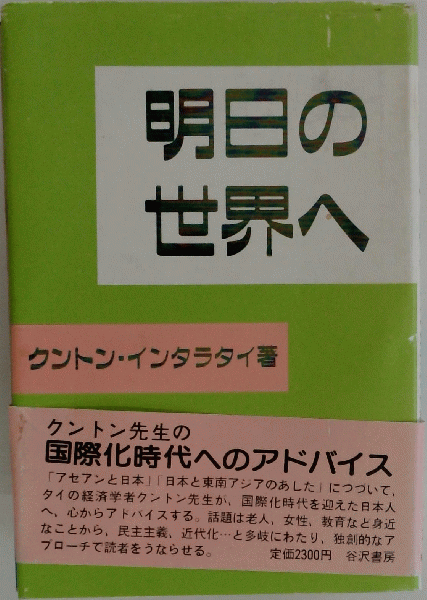 明日の
世界へ
クントン・インタラタイ著
クントン先生の
国際化時代へのアドバイス
「アセアンと日本」「日本と東南アジアのあした」につづいて，
タイの経済学者クントン先生が，国際化時代を迎えた日本人
へ，心からアドバイスする。話題は老人，女性，教育など身近
なことから，民主主義，近代化…と多岐にわたり，独創的なア
プローチで読者をうならせる。
定価2300円 谷沢書房